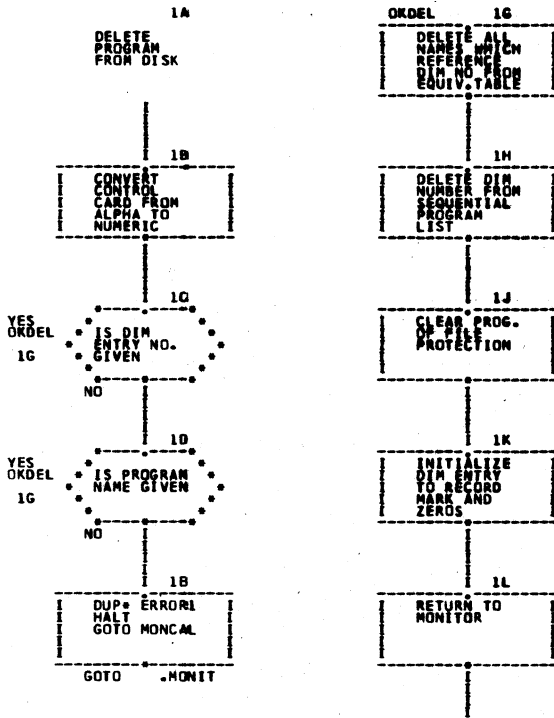 1A
DELETE
PROGRAM
FROM DISK
1B
CONVERT
CONTROL
CARD FROM
ALPHA TO
NUMERIC
1C
YES
OKDEL
1G
IS DIM
ENTRY NO.
GIVEN
NO
1D
YES
OKDEL
1G
IS PROGRAM
NAME GIVEN
NO
1B
DUP* ERROR1
HALT
GOTO MONCAL
GOTO .MONIT
OKDEL 1G
DELETE ALL
NAMES WHICH
REFERENCE
DIM NO FROM
EQUIV.TABLE
1H
DELETE DIM
NUMBER FROM
SEQUENTIAL
PROGRAM
LIST
1J
CLEAR PROG.
OF FILE
PROTECTION
1K
INITIALIZE
DIM ENTRY
TO RECORD
MARK AND
ZEROS
1L
RETURN TO
MONITOR